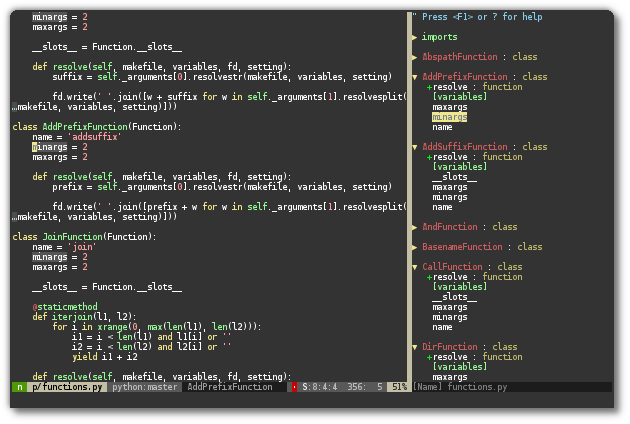 minargs = 2
    maxargs = 2

    __slots__ = Function.__slots__

    def resolve(self, makefile, variables, fd, setting):
        suffix = self._arguments[0].resolvestr(makefile, variables, setting)

        fd.write(' '.join([w + suffix for w in self._arguments[1].resolvesplit(
…makefile, variables, setting)]))

class AddPrefixFunction(Function):
    name = 'addsuffix'
    minargs = 2
    maxargs = 2

    def resolve(self, makefile, variables, fd, setting):
        prefix = self._arguments[0].resolvestr(makefile, variables, setting)

        fd.write(' '.join([prefix + w for w in self._arguments[1].resolvesplit(
…makefile, variables, setting)]))

class JoinFunction(Function):
    name = 'join'
    minargs = 2
    maxargs = 2

    __slots__ = Function.__slots__

    @staticmethod
    def iterjoin(l1, l2):
        for i in xrange(0, max(len(l1), len(l2))):
            i1 = i < len(l1) and l1[i] or ''
            i2 = i < len(l2) and l2[i] or ''
            yield i1 + i2

    def resolve(self, makefile, variables, fd, setting):
n p/functions.py python:master AddPrefixFunction S:8:4:4 356: 5 51%
" Press <F1> or ? for help

▶ imports

▶ AbspathFunction : class

▼ AddPrefixFunction : class
   +resolve : function
    [variables]
    maxargs
    minargs
    name

▼ AddSuffixFunction : class
   +resolve : function
    [variables]
    __slots__
    maxargs
    minargs
    name

▶ AndFunction : class

▶ BasenameFunction : class

▼ CallFunction : class
   +resolve : function
    [variables]
    __slots__
    maxargs
    minargs
    name

▼ DirFunction : class
   +resolve : function
    [variables]
    maxargs
[Name] functions.py